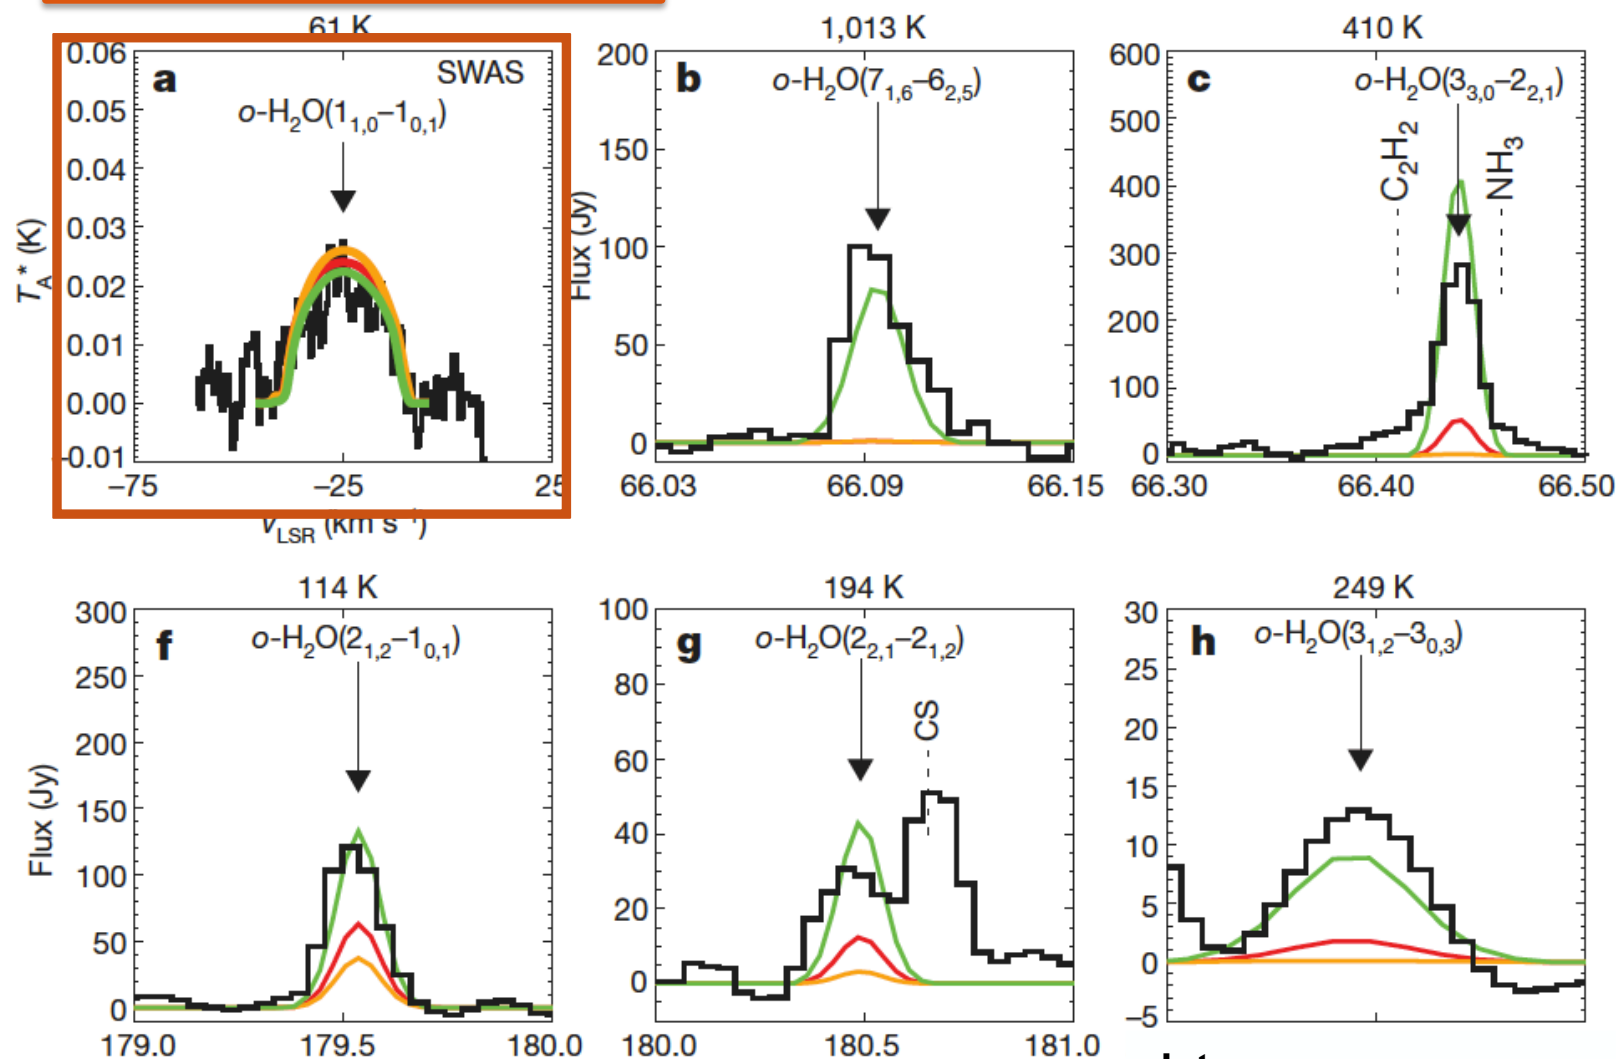 61 K
1,013 K
410 K
a
SWAS
o-H₂O(1₁,₀–1₀,₁)
T_A* (K)
0.06
0.05
0.04
0.03
0.02
0.01
0.00
–0.01
–75
–25
25
v_LSR (km s⁻¹)
b
o-H₂O(7₁,₆–6₂,₅)
Flux (Jy)
200
150
100
50
0
66.03
66.09
66.15
c
o-H₂O(3₃,₀–2₂,₁)
C₂H₂
NH₃
600
500
400
300
200
100
0
66.30
66.40
66.50
114 K
194 K
249 K
f
o-H₂O(2₁,₂–1₀,₁)
Flux (Jy)
300
250
200
150
100
50
0
179.0
179.5
180.0
g
o-H₂O(2₂,₁–2₁,₂)
CS
100
80
60
40
20
0
180.0
180.5
181.0
h
o-H₂O(3₁,₂–3₀,₃)
30
25
20
15
10
5
0
–5